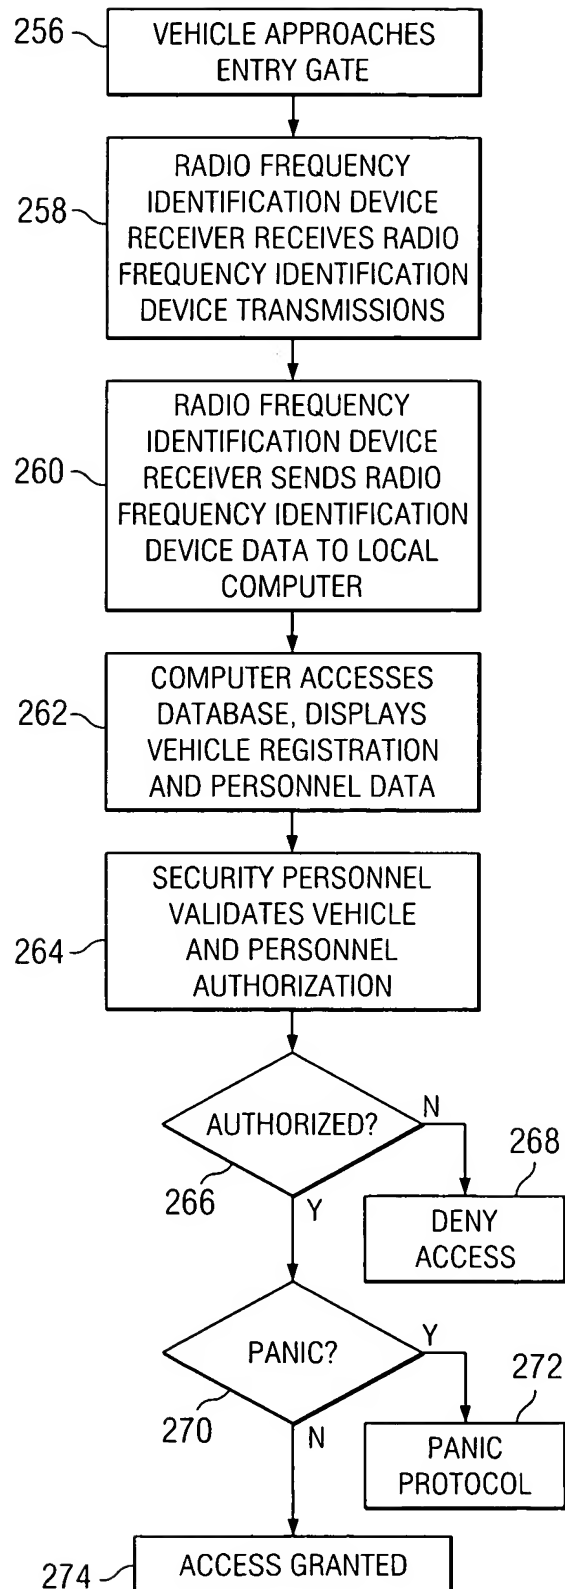 256
VEHICLE APPROACHES
ENTRY GATE
258
RADIO FREQUENCY
IDENTIFICATION DEVICE
RECEIVER RECEIVES RADIO
FREQUENCY IDENTIFICATION
DEVICE TRANSMISSIONS
260
RADIO FREQUENCY
IDENTIFICATION DEVICE
RECEIVER SENDS RADIO
FREQUENCY IDENTIFICATION
DEVICE DATA TO LOCAL
COMPUTER
262
COMPUTER ACCESSES
DATABASE, DISPLAYS
VEHICLE REGISTRATION
AND PERSONNEL DATA
264
SECURITY PERSONNEL
VALIDATES VEHICLE
AND PERSONNEL
AUTHORIZATION
AUTHORIZED?
N
266
Y
268
DENY
ACCESS
PANIC?
Y
270
N
272
PANIC
PROTOCOL
274
ACCESS GRANTED